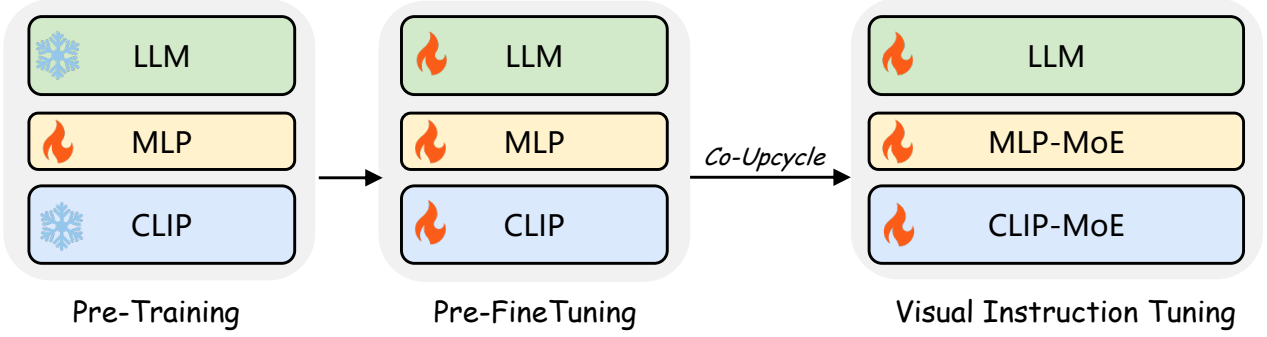 LLM
MLP
CLIP
Pre-Training
LLM
MLP
CLIP
Pre-FineTuning
Co-Upcycle
LLM
MLP-MoE
CLIP-MoE
Visual Instruction Tuning